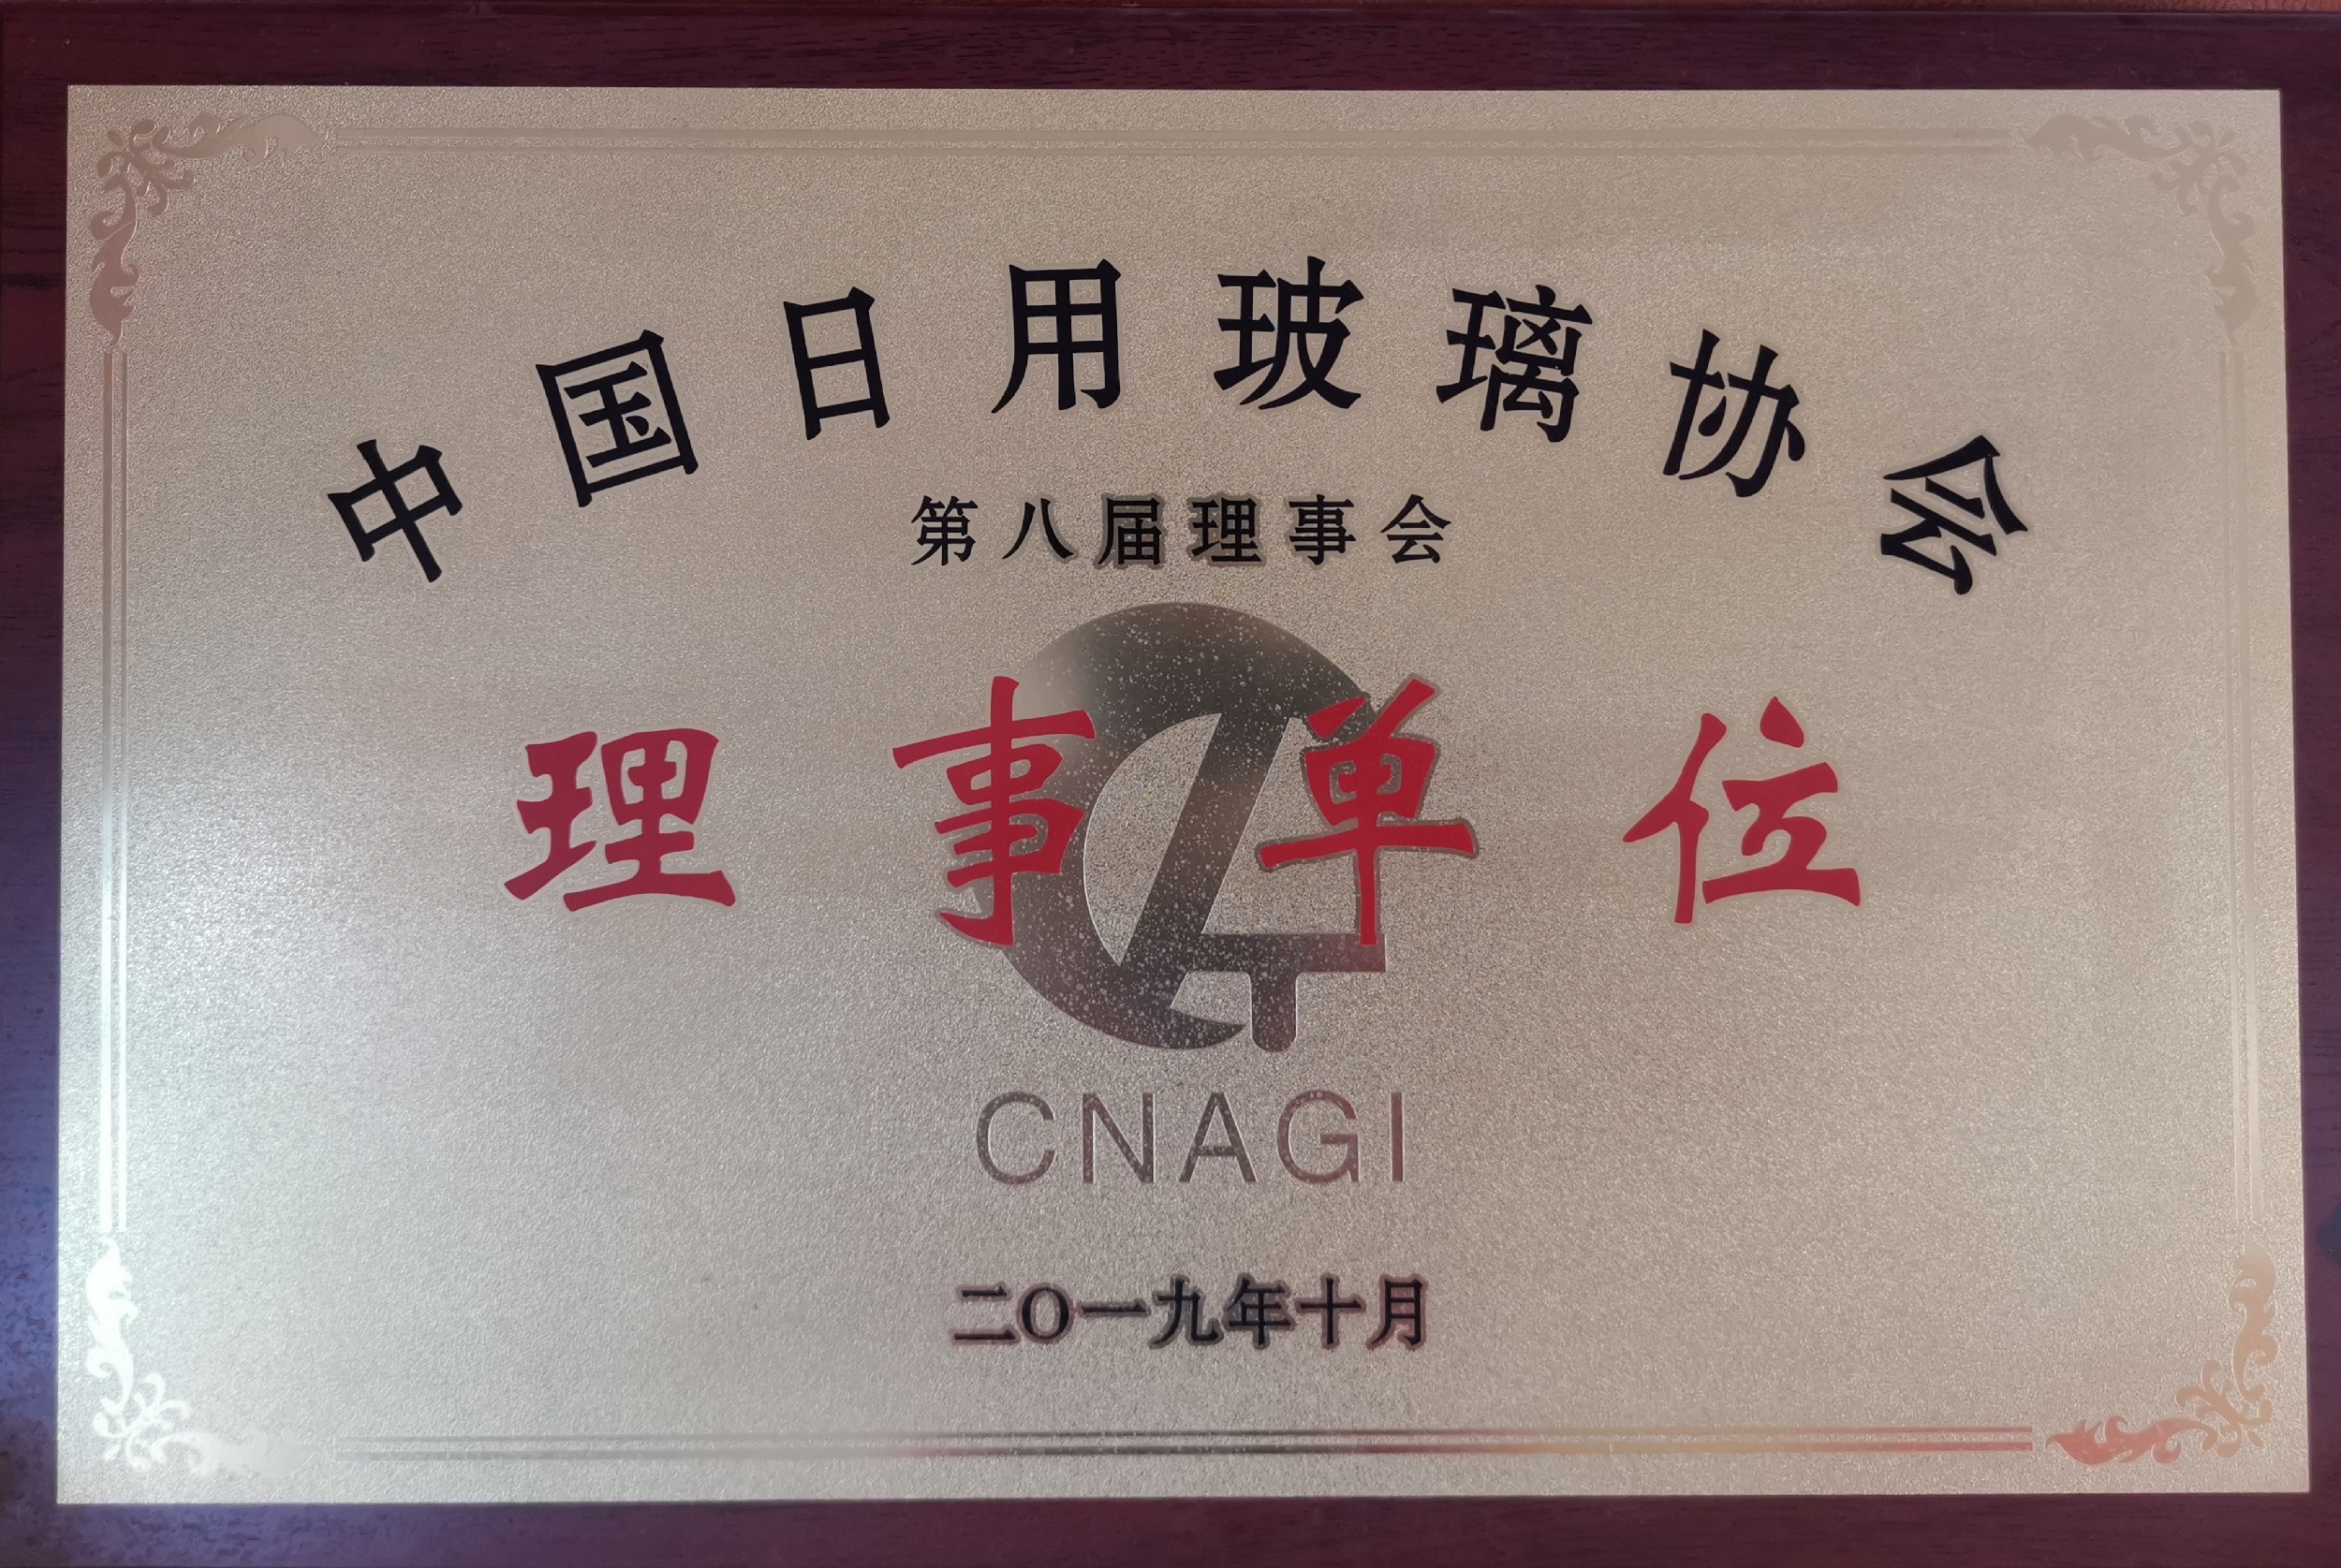 中国日用玻璃协会
第八届理事会
理事单位
CNAGI
二〇一九年十月